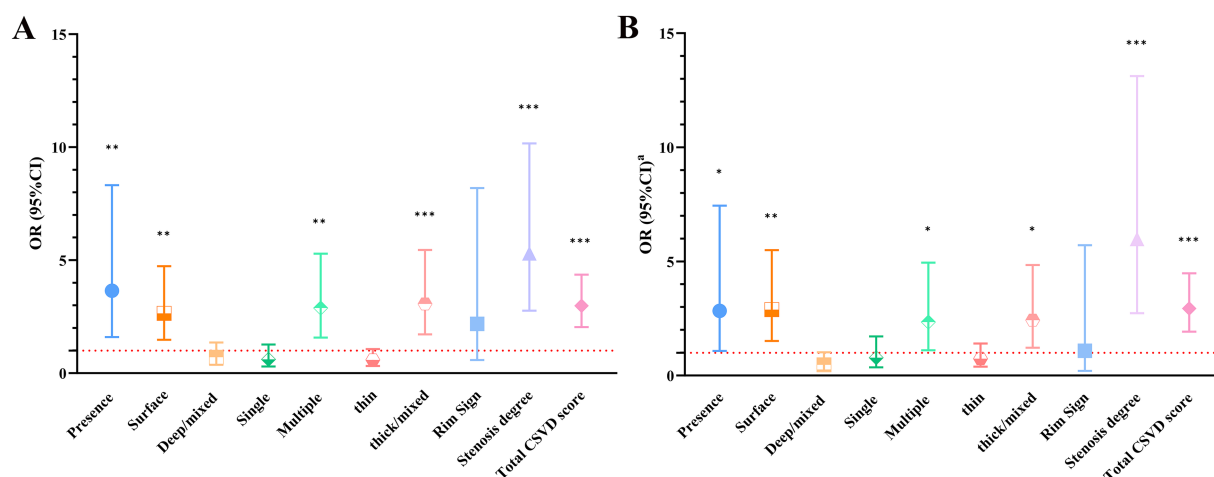 A
OR (95%CI)
15
10
5
0
**
**
**
***
***
***
Presence
Surface
Deep/mixed
Single
Multiple
thin
thick/mixed
Rim Sign
Stenosis degree
Total CSVD score
B
OR (95%CI)ª
15
10
5
0
*
**
*
*
***
***
Presence
Surface
Deep/mixed
Single
Multiple
thin
thick/mixed
Rim Sign
Stenosis degree
Total CSVD score